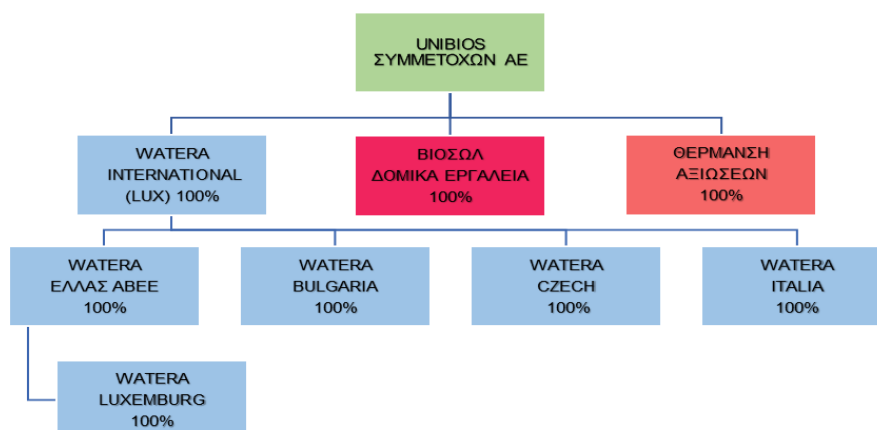 UNIBIOS
ΣΥΜΜΕΤΟΧΩΝ ΑΕ
WATERA
INTERNATIONAL
(LUX) 100%
ΒΙΟΣΩΛ
ΔΟΜΙΚΑ ΕΡΓΑΛΕΙΑ
100%
ΘΕΡΜΑΝΣΗ
ΑΞΙΩΣΕΩΝ
100%
WATERA
ΕΛΛΑΣ ΑΒΕΕ
100%
WATERA
BULGARIA
100%
WATERA
CZECH
100%
WATERA
ITALIA
100%
WATERA
LUXEMBURG
100%